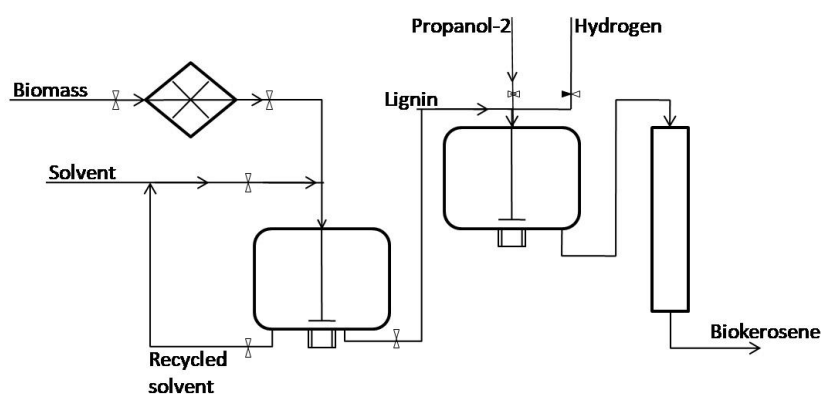 Propanol-2
Hydrogen
Biomass
Lignin
Solvent
Biokerosene
Recycled
solvent